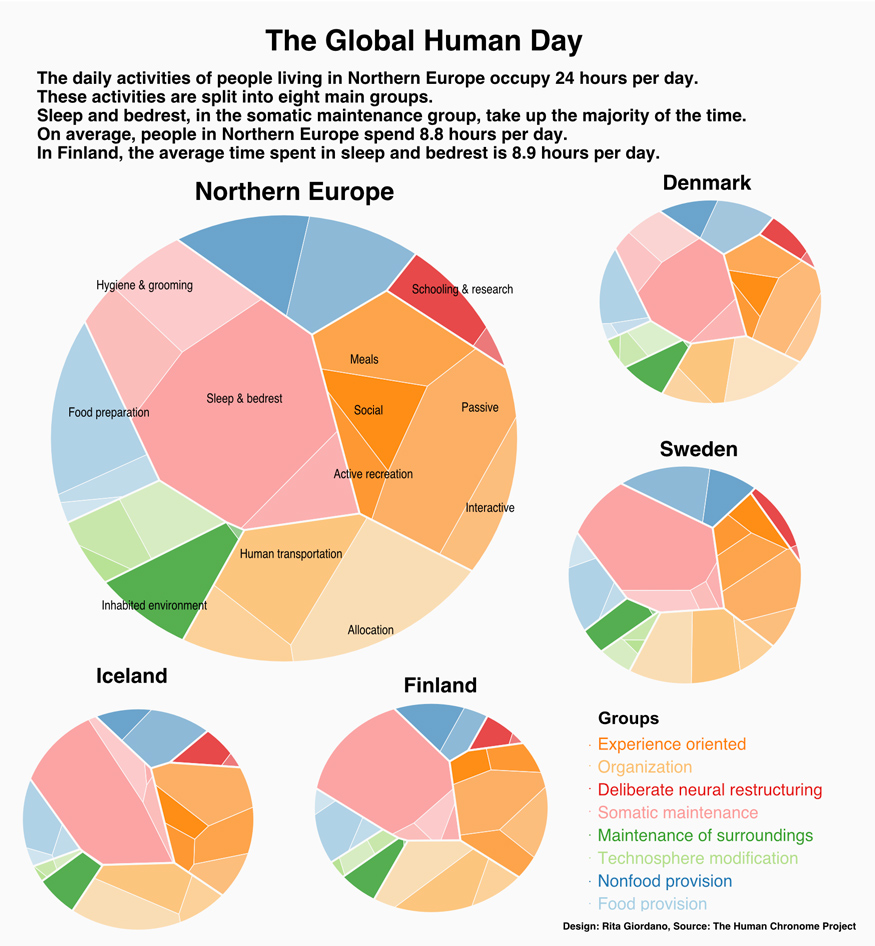 The Global Human Day
The daily activities of people living in Northern Europe occupy 24 hours per day.
These activities are split into eight main groups.
Sleep and bedrest, in the somatic maintenance group, take up the majority of the time.
On average, people in Northern Europe spend 8.8 hours per day.
In Finland, the average time spent in sleep and bedrest is 8.9 hours per day.
Northern Europe
Hygiene & grooming
Schooling & research
Meals
Sleep & bedrest
Social
Passive
Food preparation
Active recreation
Interactive
Human transportation
Inhabited environment
Allocation
Denmark
Sweden
Iceland
Finland
Groups
Experience oriented
Organization
Deliberate neural restructuring
Somatic maintenance
Maintenance of surroundings
Technosphere modification
Nonfood provision
Food provision
Design: Rita Giordano, Source: The Human Chronome Project